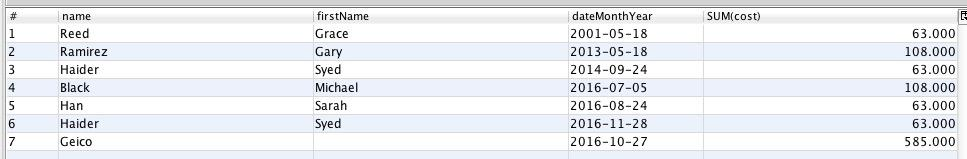 # name firstName dateMonthYear SUM(cost)
1 Reed Grace 2001-05-18 63.000
2 Ramirez Gary 2013-05-18 108.000
3 Haider Syed 2014-09-24 63.000
4 Black Michael 2016-07-05 108.000
5 Han Sarah 2016-08-24 63.000
6 Haider Syed 2016-11-28 63.000
7 Geico 2016-10-27 585.000